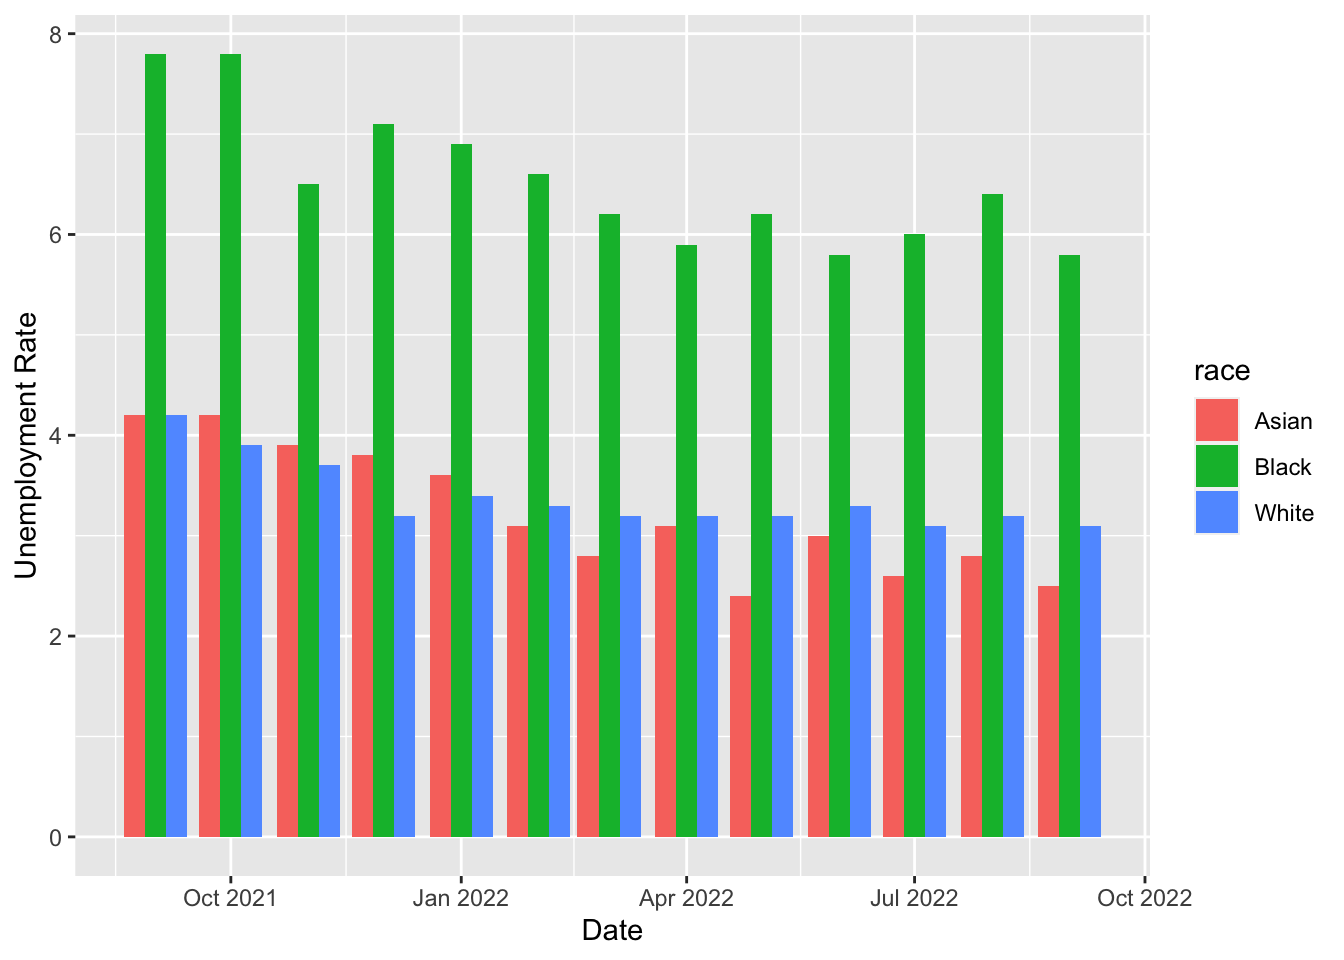 8
6
4
2
0
Unemployment Rate
Oct 2021
Jan 2022
Apr 2022
Jul 2022
Oct 2022
Date
race
Asian
Black
White